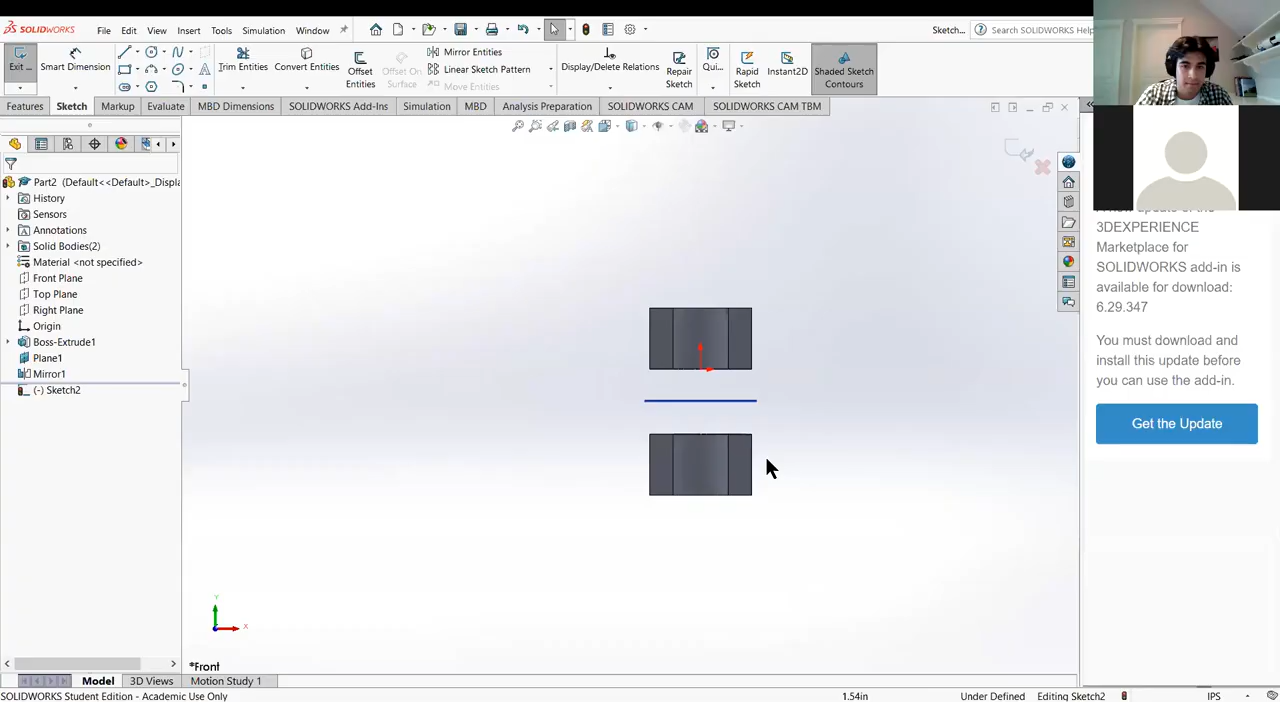 SOLIDWORKS
File Edit View Insert Tools Simulation Window
Sketch...
Search SOLIDWORKS Help
Exit ...
Smart Dimension
Trim Entities
Convert Entities
Offset
Entities
Offset On
Surface
Mirror Entities
Linear Sketch Pattern
Move Entities
Display/Delete Relations
Repair
Sketch
Qui...
Rapid
Sketch
Instant2D
Shaded Sketch
Contours
Features Sketch Markup Evaluate MBD Dimensions SOLIDWORKS Add-Ins Simulation MBD Analysis Preparation SOLIDWORKS CAM SOLIDWORKS CAM TBM
Part2 (Default<<Default>_Displa
History
Sensors
Annotations
Solid Bodies(2)
Material <not specified>
Front Plane
Top Plane
Right Plane
Origin
Boss-Extrude1
Plane1
Mirror1
(-) Sketch2
3DEXPERIENCE
Marketplace for
SOLIDWORKS add-in is
available for download:
6.29.347
You must download and
install this update before
you can use the add-in.
Get the Update
Y
X
*Front
Model 3D Views Motion Study 1
SOLIDWORKS Student Edition - Academic Use Only
1.54in Under Defined Editing Sketch2 IPS